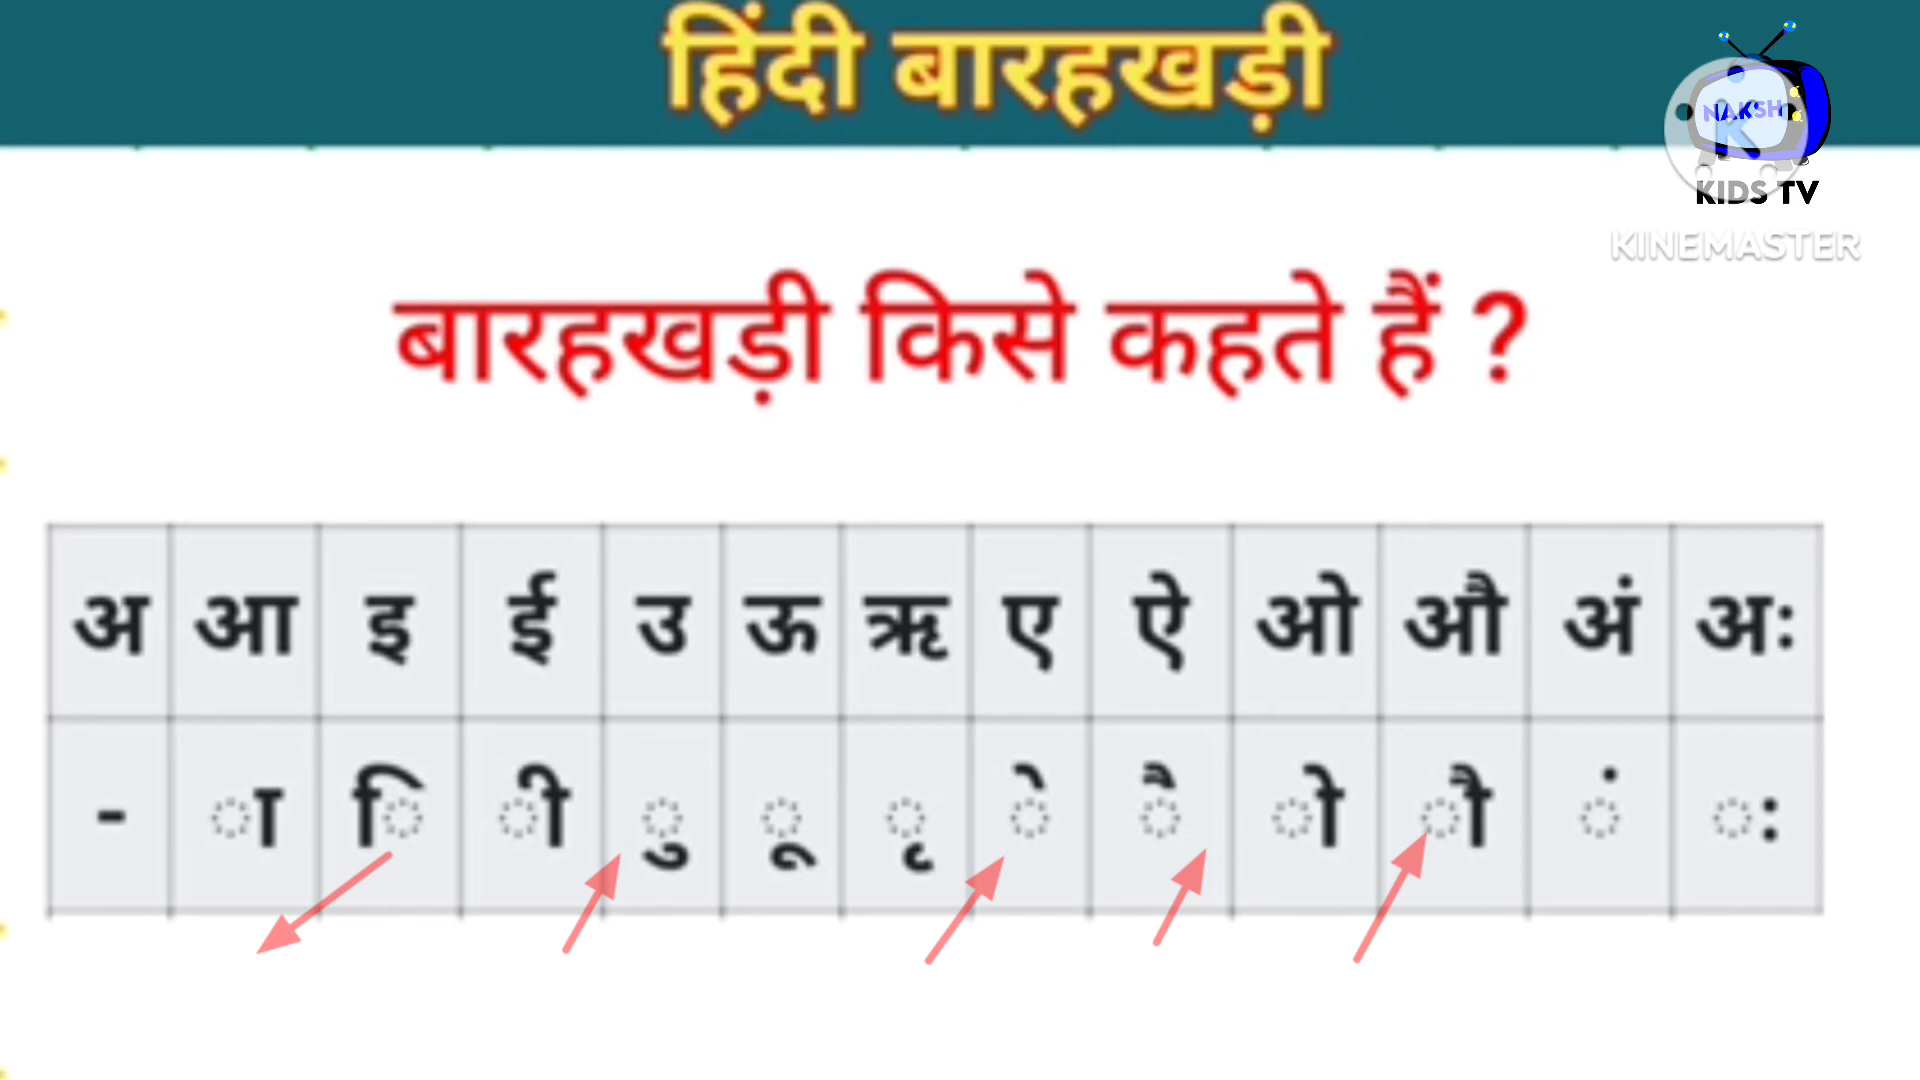 हिंदी बारहखड़ी
NAKSH
KIDS TV
KINEMASTER
बारहखड़ी किसे कहते हैं ?
अ आ इ ई उ ऊ ऋ ए ऐ ओ औ अं अः
- ा ि ी ु ू ृ े ै ो ौ ं ः